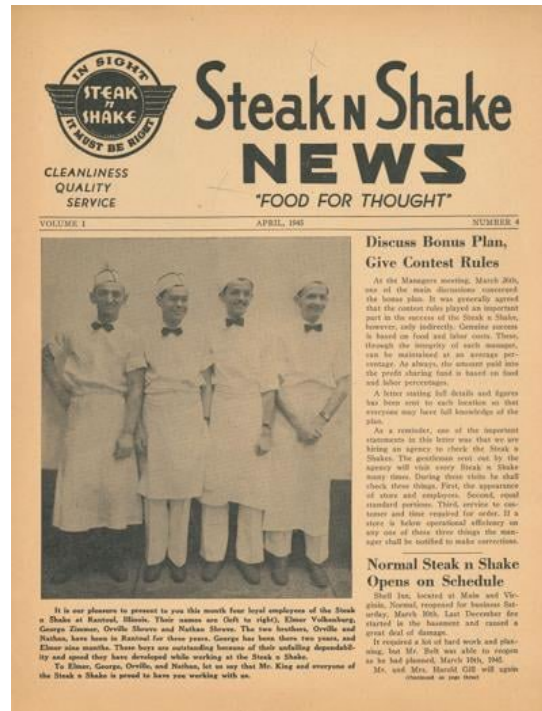 IN SIGHT
STEAK
n
SHAKE
IT MUST BE RIGHT
CLEANLINESS
QUALITY
SERVICE
Steak N Shake
NEWS
"FOOD FOR THOUGHT"
VOLUME 1
APRIL, 1945
NUMBER 4
It is our pleasure to present to you this month four loyal employees of the Steak
n Shake at Rantoul, Illinois. Their names are (left to right), Elmer Volkenburg,
George Zimmer, Orville Shreve and Nathan Shreve. The two brothers, Orville and
Nathan, have been in Rantoul for three years. George has been there two years, and
Elmer nine months. These boys are outstanding because of their unfailing dependabil-
ity and speed they have developed while working at the Steak n Shake.
To Elmer, George, Orville, and Nathan, let us say that Mr. King and everyone of
the Steak n Shake is proud to have you working with us.
Discuss Bonus Plan,
Give Contest Rules
At the Managers meeting, March 26th,
one of the main discussions concerned
the bonus plan. It was generally agreed
that the contest rules played an important
part in the success of the Steak n Shake,
however, only indirectly. Genuine success
is based on food and labor costs. These,
through the integrity of each manager,
can be maintained at an average per-
centage. As always, the amount paid into
the profit sharing fund is based on food
and labor percentages.
A letter stating full details and figures
has been sent to each location so that
everyone may have full knowledge of the
plan.
As a reminder, one of the important
statements in this letter was that we are
hiring an agency to check the Steak n
Shakes. The gentlemen sent out by the
agency will visit every Steak n Shake
many times. During these visits he shall
check three things. First, the appearance
of store and employees. Second, equal
standard portions. Third, service to cus-
tomer and time required for order. If a
store is below operational efficiency on
any one of these three things the man-
ager shall be notified to make corrections.
Normal Steak n Shake
Opens on Schedule
Shell Inn, located at Main and Vir-
ginia, Normal, reopened for business Sat-
urday, March 10th. Last December fire
started in the basement and caused a
great deal of damage.
It required a lot of hard work and plan-
ning, but Mr. Belt was able to reopen
as he had planned, March 10th, 1945.
Mr. and Mrs. Harold Gill will again
(Continued on page three)